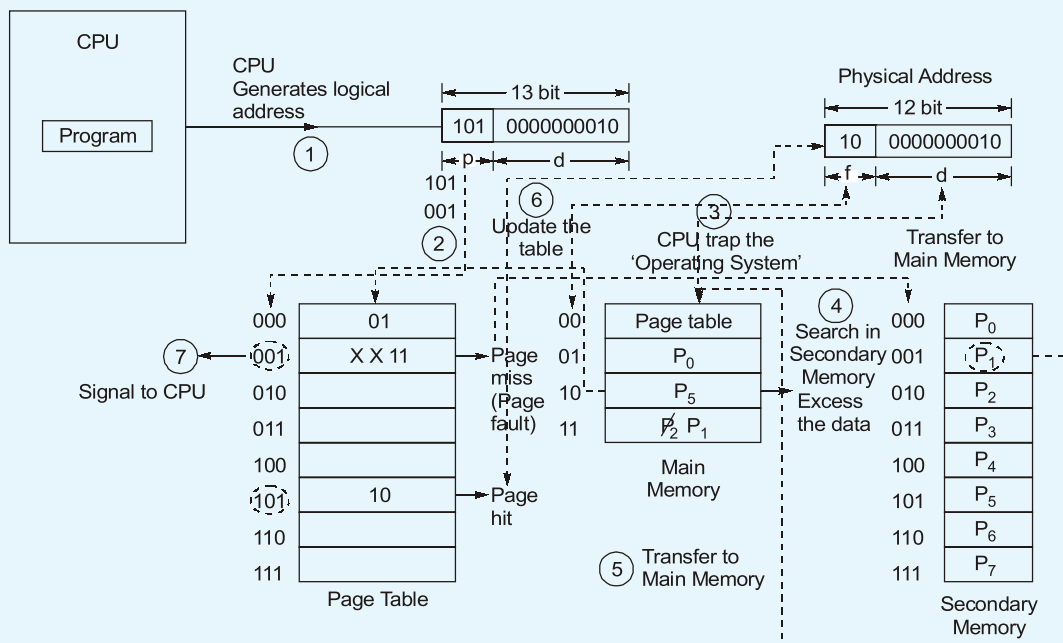 CPU
Program
CPU
Generates logical
address
1
13 bit
101 0000000010
p d
101
001
2
Physical Address
12 bit
10 0000000010
f d
6
Update the
table
3
CPU trap the
‘Operating System’
Transfer to
Main Memory
7
Signal to CPU
000 01
001 X X 11
010
011
100
101 10
110
111
Page Table
Page
miss
(Page
fault)
Page
hit
00 Page table
01 P0
10 P5
11 P2 P1
Main
Memory
4
Search in
Secondary
Memory
Excess
the data
5
Transfer to
Main Memory
000 P0
001 P1
010 P2
011 P3
100 P4
101 P5
110 P6
111 P7
Secondary
Memory